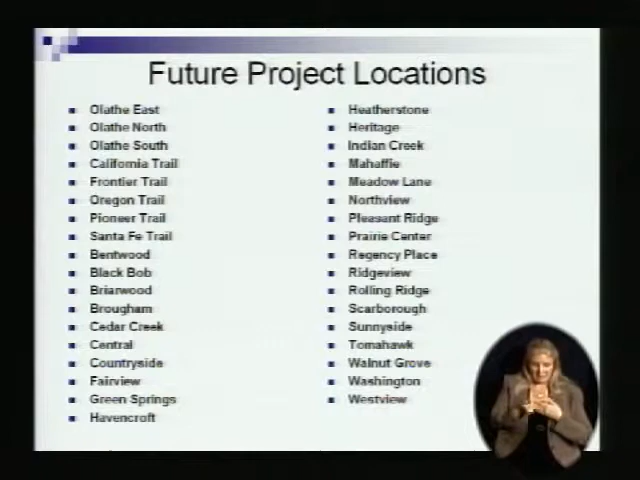 Future Project Locations
Olathe East
Olathe North
Olathe South
California Trail
Frontier Trail
Oregon Trail
Pioneer Trail
Santa Fe Trail
Bentwood
Black Bob
Briarwood
Brougham
Cedar Creek
Central
Countryside
Fairview
Green Springs
Havencroft
Heatherstone
Heritage
Indian Creek
Mahaffie
Meadow Lane
Northview
Pleasant Ridge
Prairie Center
Regency Place
Ridgeview
Rolling Ridge
Scarborough
Sunnyside
Tomahawk
Walnut Grove
Washington
Westview